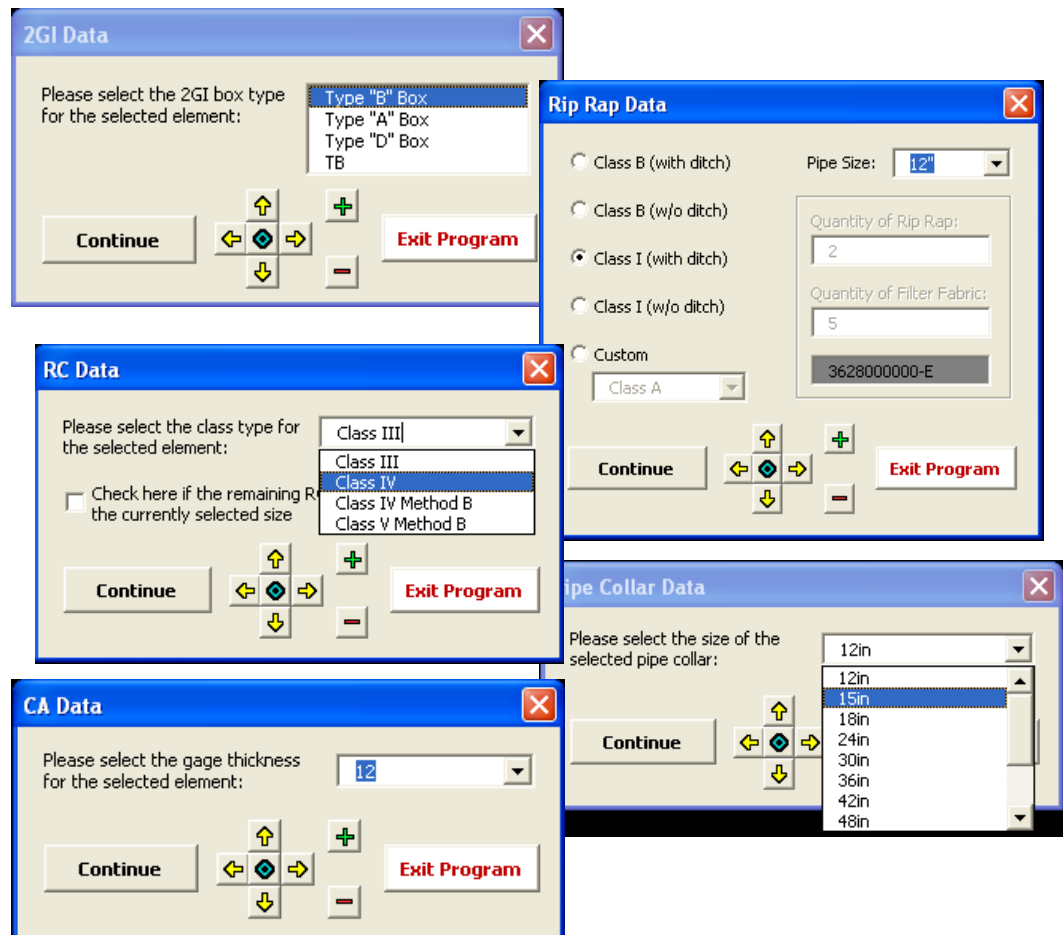 2GI Data
Please select the 2GI box type
for the selected element:
Type "B" Box
Type "A" Box
Type "D" Box
TB
Continue
Exit Program
Rip Rap Data
Class B (with ditch)
Class B (w/o ditch)
Class I (with ditch)
Class I (w/o ditch)
Custom
Class A
Pipe Size:
12"
Quantity of Rip Rap:
2
Quantity of Filter Fabric:
5
3628000000-E
Continue
Exit Program
RC Data
Please select the class type for
the selected element:
Class III
Class III
Class IV
Class IV Method B
Class V Method B
Check here if the remaining
the currently selected size
Continue
Exit Program
ipe Collar Data
Please select the size of the
selected pipe collar:
12in
12in
15in
18in
24in
30in
36in
42in
48in
Continue
CA Data
Please select the gage thickness
for the selected element:
12
Continue
Exit Program